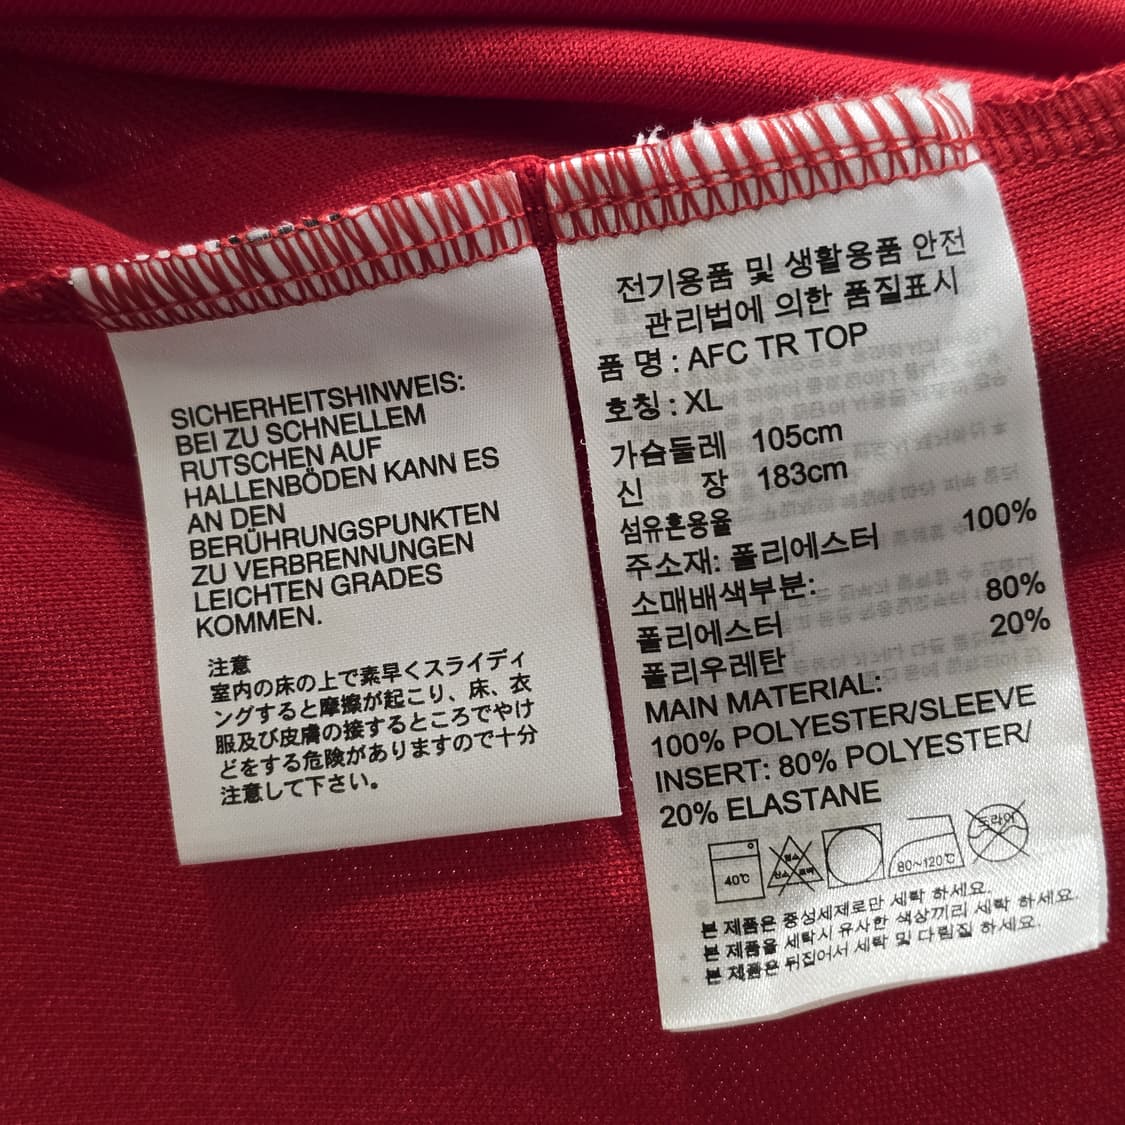 SICHERHEITSHINWEIS:
BEI ZU SCHNELLEM
RUTSCHEN AUF
HALLENBÖDEN KANN ES
AN DEN
BERÜHRUNGSPUNKTEN
ZU VERBRENNUNGEN
LEICHTEN GRADES
KOMMEN.
注意
室内の床の上で素早くスライディ
ングすると摩擦が起こり、床、衣
服及び皮膚の接するところでやけ
どをする危険がありますので十分
注意して下さい。
전기용품 및 생활용품 안전
관리법에 의한 품질표시
품 명 : AFC TR TOP
호칭 : XL
가슴둘레 105cm
신 장 183cm
섬유혼용율
주소재: 폴리에스터 100%
소매배색부분:
폴리에스터 80%
폴리우레탄 20%
MAIN MATERIAL:
100% POLYESTER/SLEEVE
INSERT: 80% POLYESTER/
20% ELASTANE
40℃ 80~120℃ 드라이
본 제품은 중성세제로만 세탁 하세요.
본 제품을 세탁시 유사한 색상끼리 세탁 하세요.
본 제품은 뒤집어서 세탁 및 다림질 하세요.